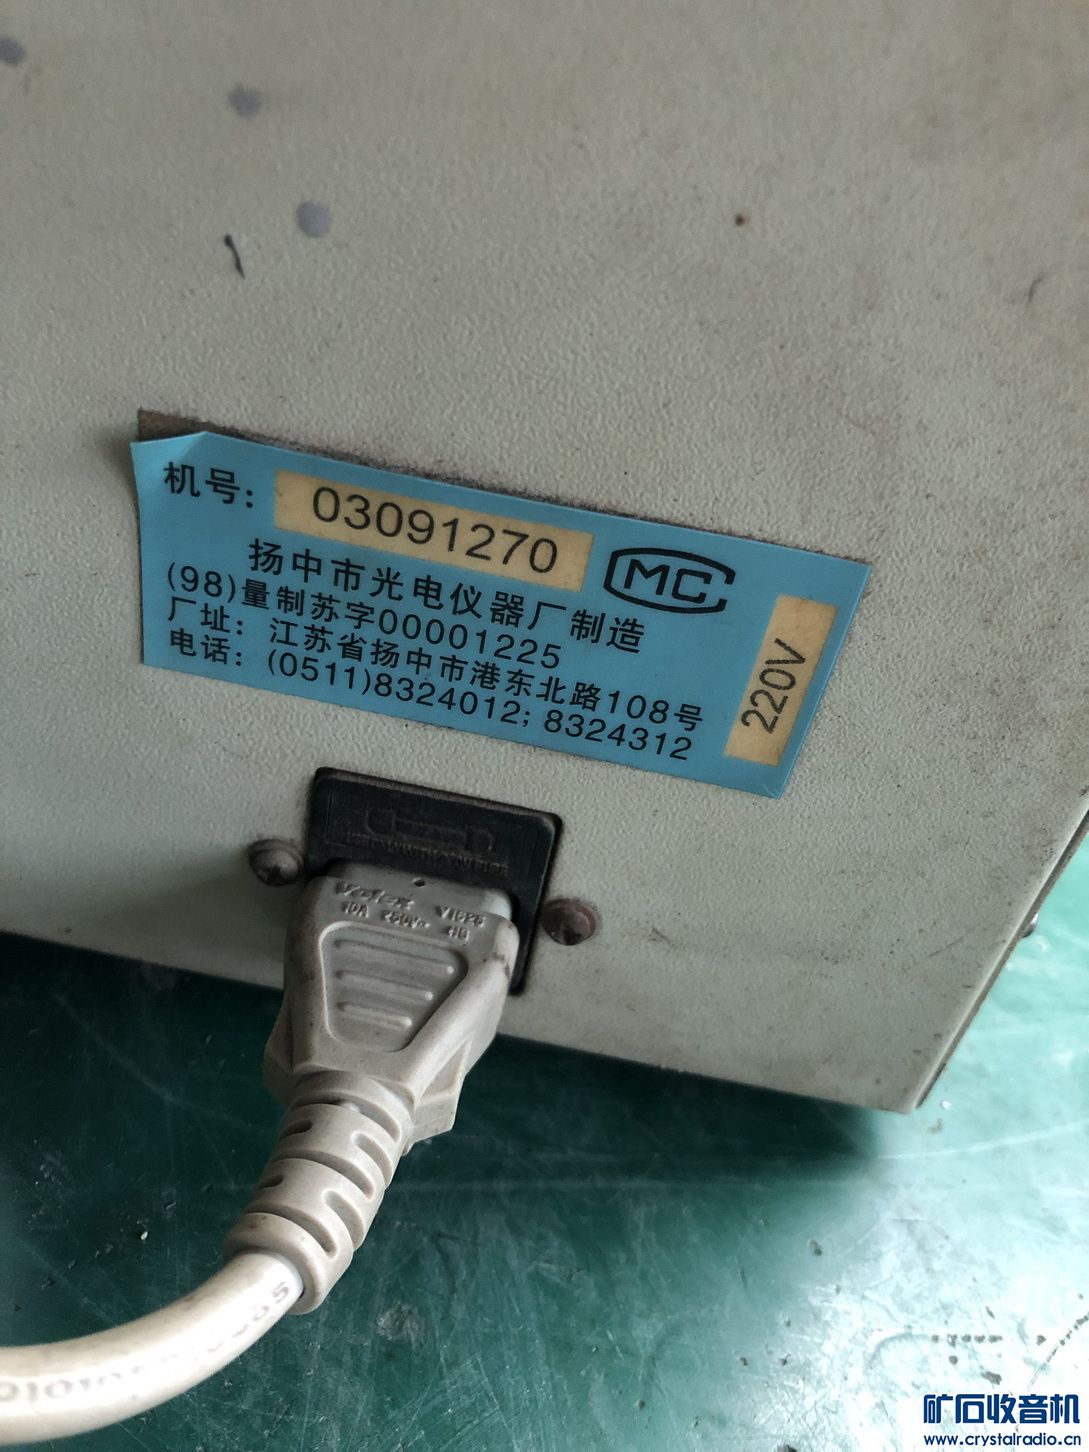 机号: 03091270
MC
扬中市光电仪器厂制造
(98)量制苏字00001225
厂址: 江苏省扬中市港东北路108号
电话: (0511)8324012; 8324312
220V
Volex V1625
10A 250V~
矿石收音机
www.crystalradio.cn